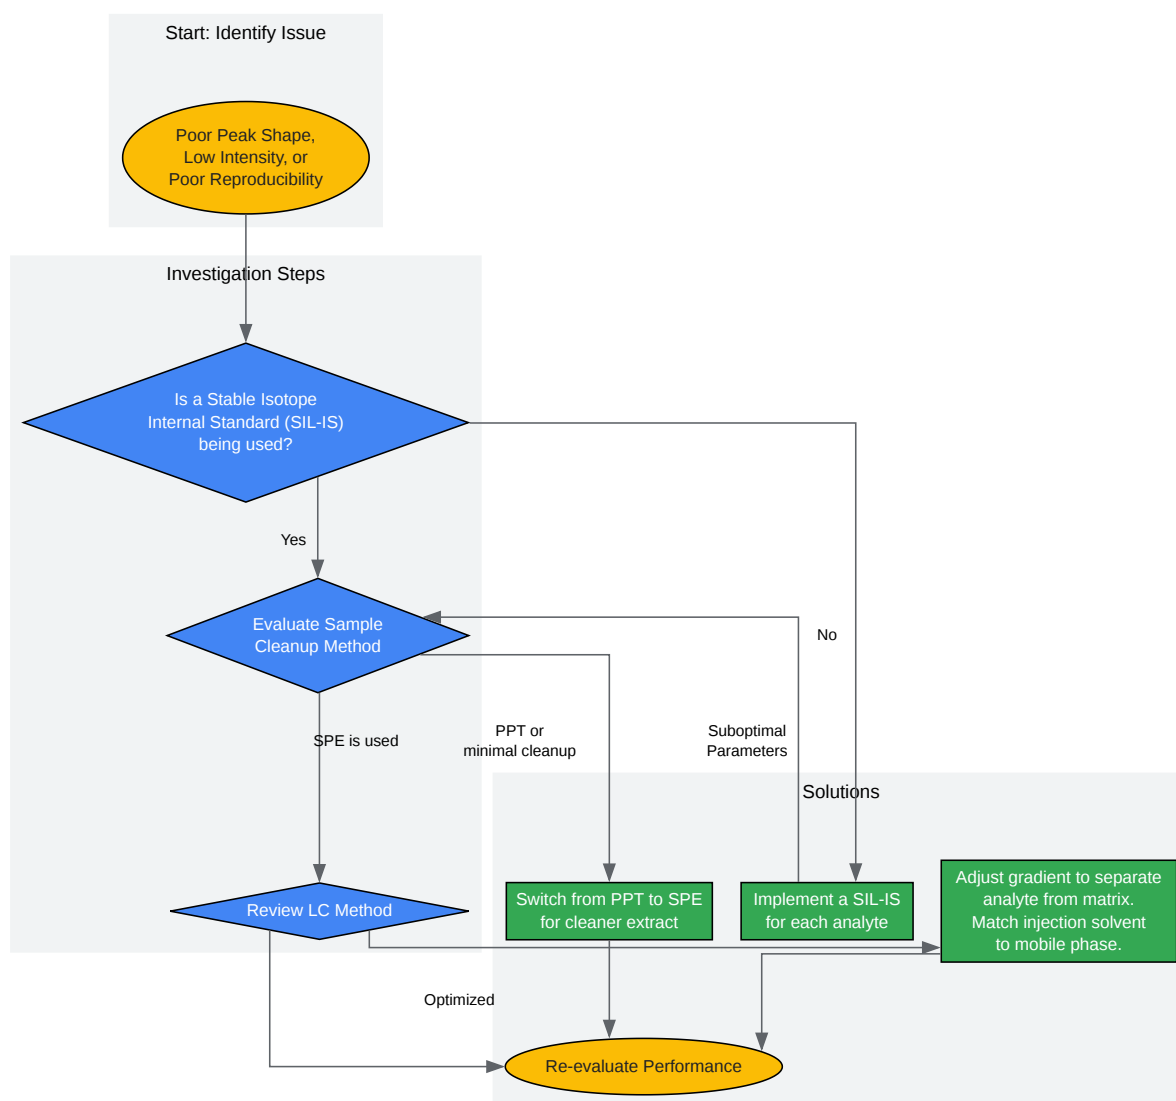 Start: Identify Issue
Poor Peak Shape,
Low Intensity, or
Poor Reproducibility
Investigation Steps
Is a Stable Isotope
Internal Standard (SIL-IS)
being used?
Yes
Evaluate Sample
Cleanup Method
No
SPE is used
PPT or
minimal cleanup
Suboptimal
Parameters
Solutions
Review LC Method
Switch from PPT to SPE
for cleaner extract
Implement a SIL-IS
for each analyte
Adjust gradient to separate
analyte from matrix.
Match injection solvent
to mobile phase.
Optimized
Re-evaluate Performance